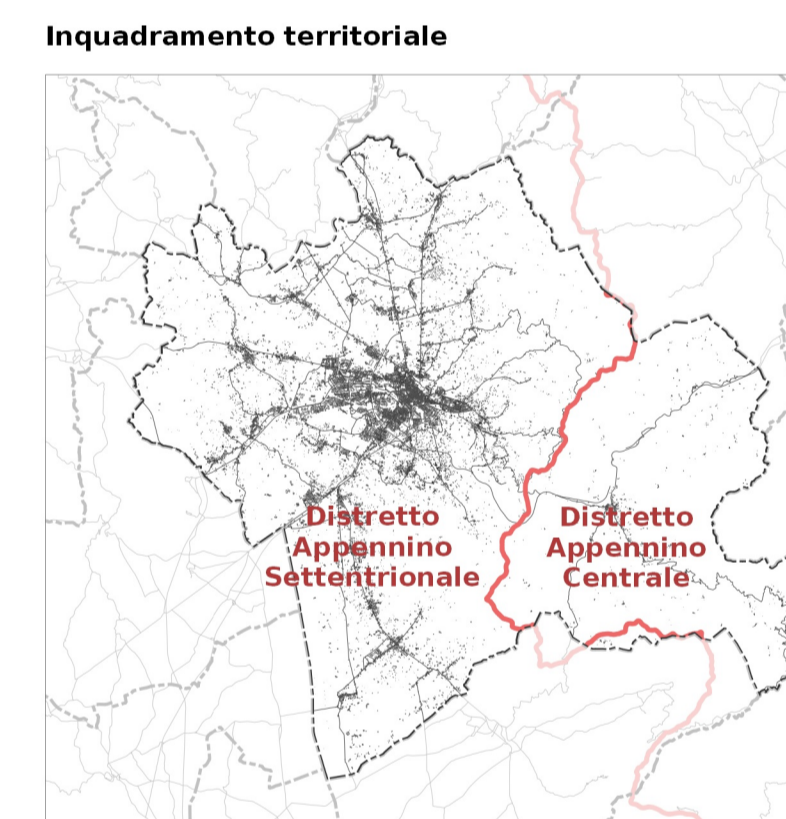 Inquadramento territoriale
Distretto
Appennino
Settentrionale
Distretto
Appennino
Centrale